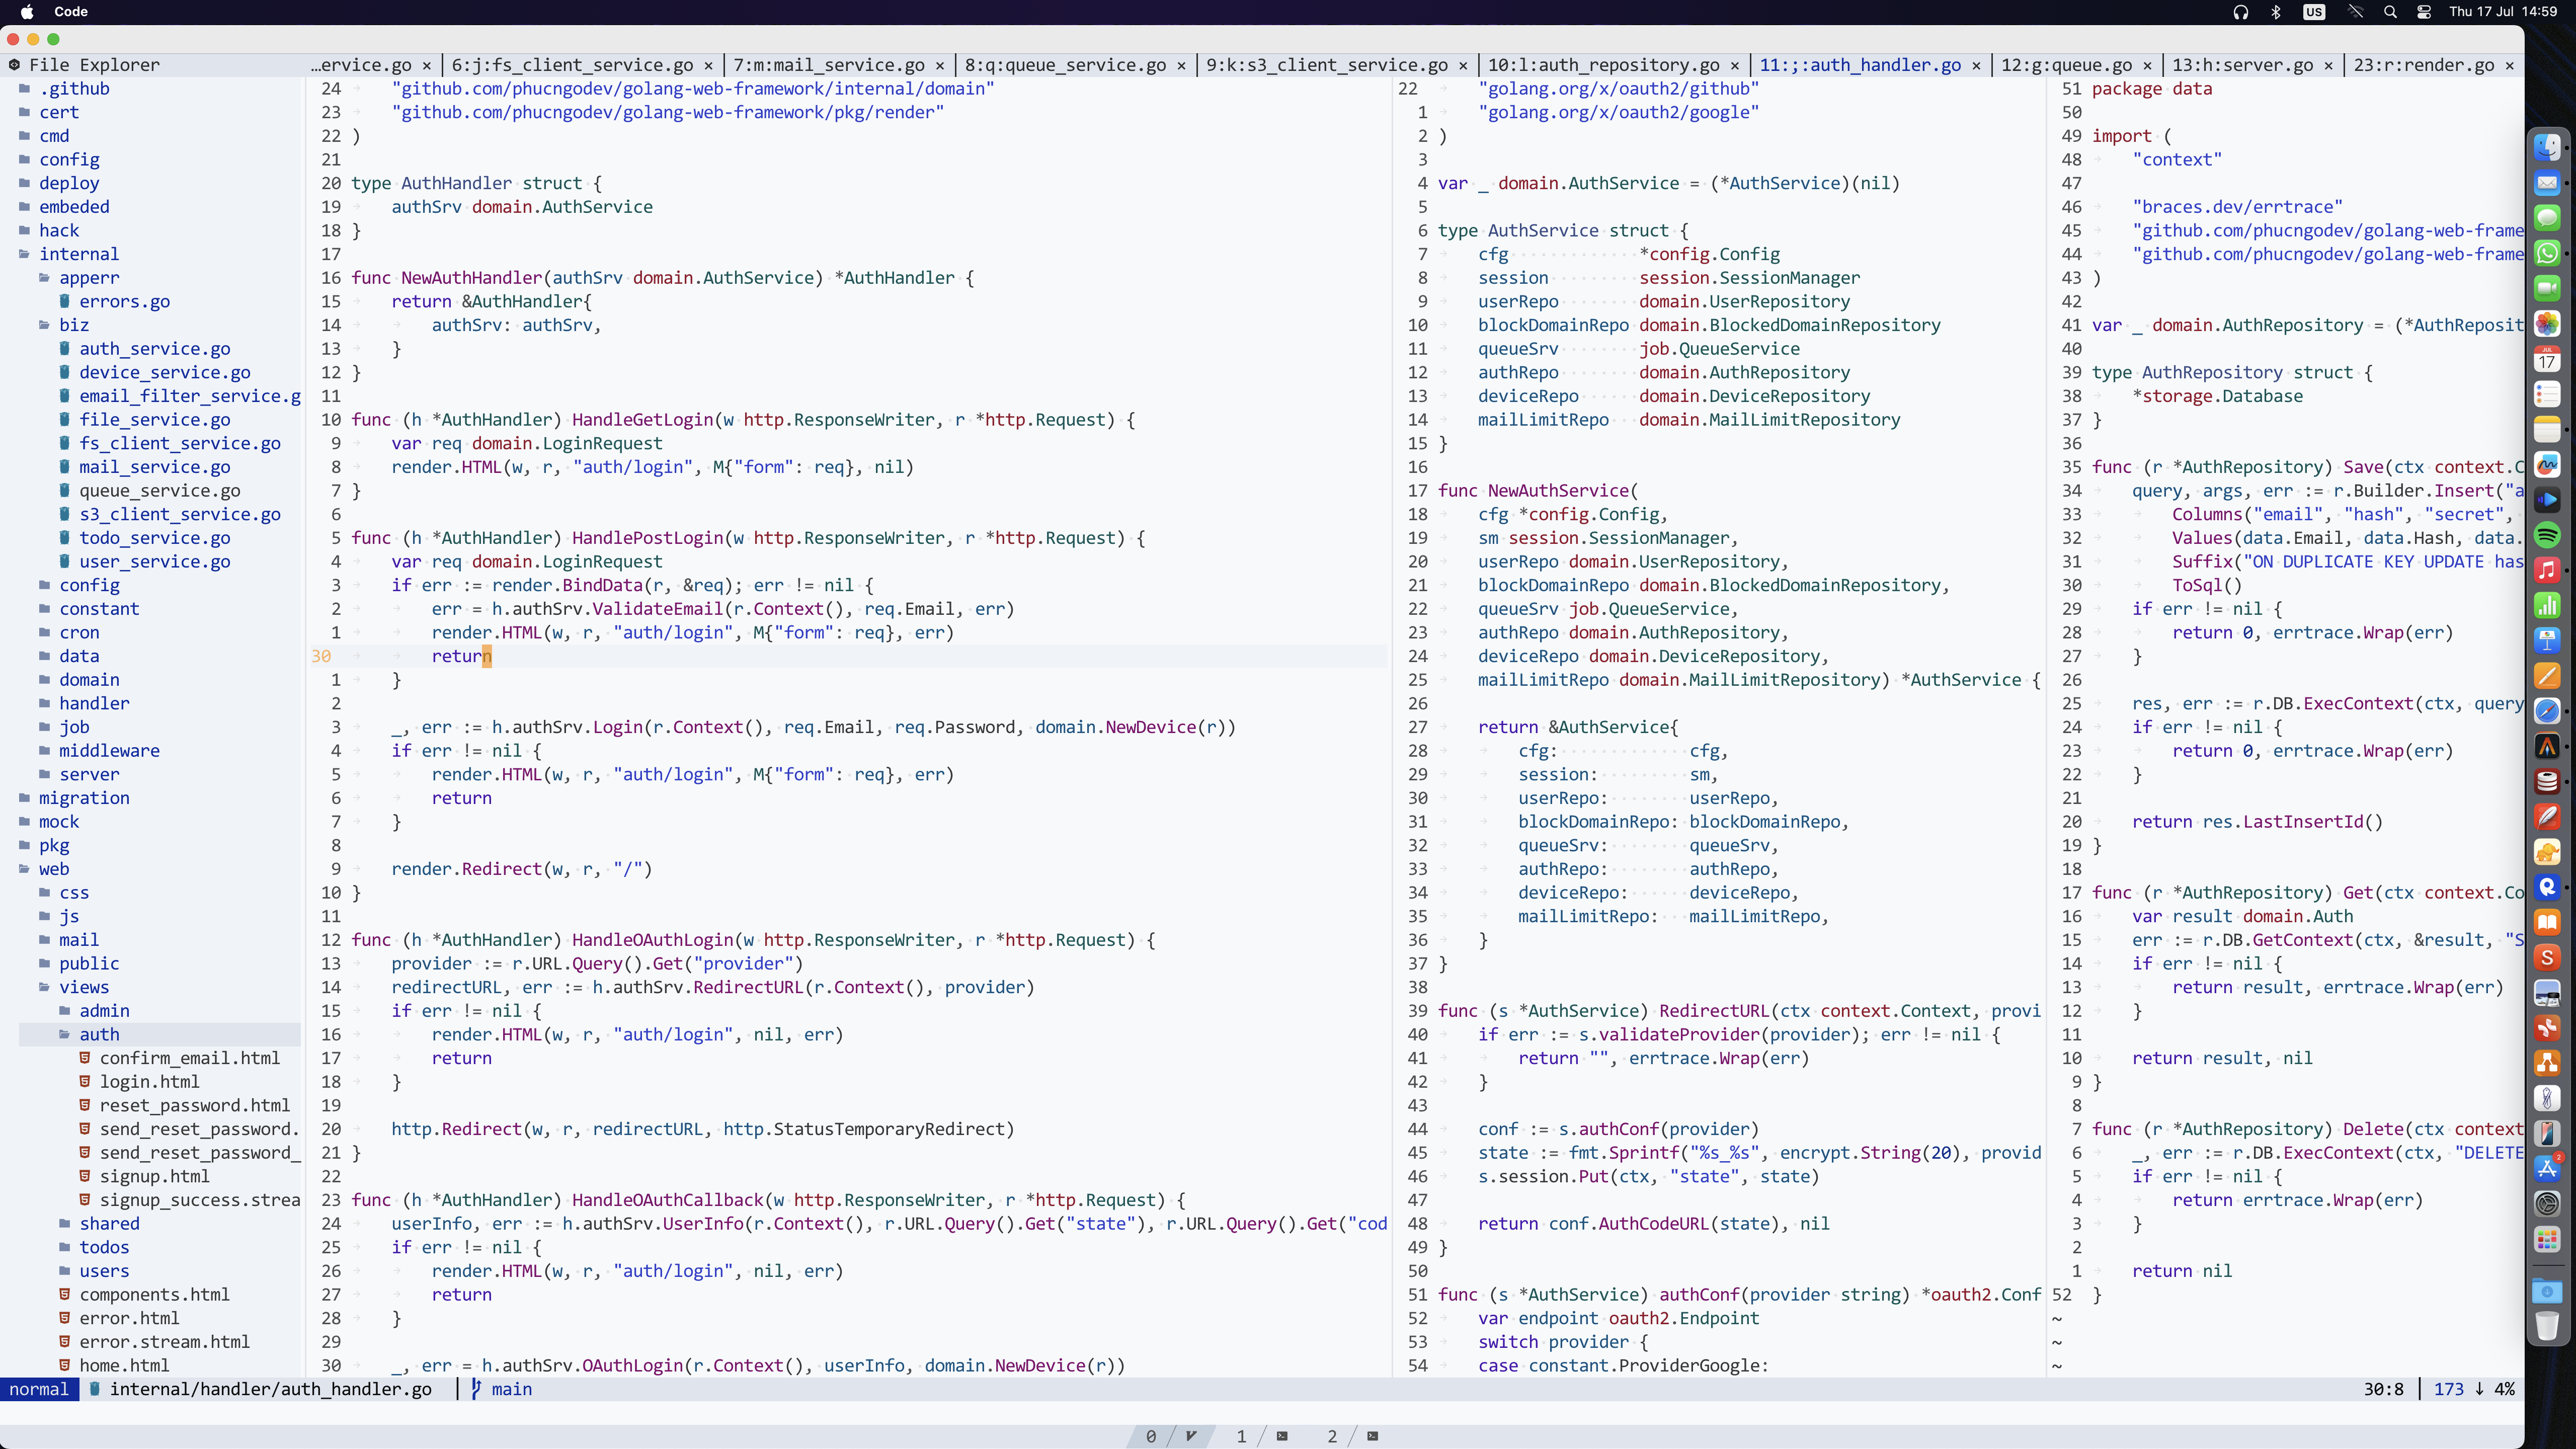 Code
US
Thu 17 Jul 14:59
File Explorer
…ervice.go × 6:j:fs_client_service.go × 7:m:mail_service.go × 8:q:queue_service.go × 9:k:s3_client_service.go × 10:l:auth_repository.go × 11:;:auth_handler.go × 12:g:queue.go × 13:h:server.go × 23:r:render.go ×
.github
cert
cmd
config
deploy
embeded
hack
internal
apperr
errors.go
biz
auth_service.go
device_service.go
email_filter_service.g
file_service.go
fs_client_service.go
mail_service.go
queue_service.go
s3_client_service.go
todo_service.go
user_service.go
config
constant
cron
data
domain
handler
job
middleware
server
migration
mock
pkg
web
css
js
mail
public
views
admin
auth
confirm_email.html
login.html
reset_password.html
send_reset_password.
send_reset_password_
signup.html
signup_success.strea
shared
todos
users
components.html
error.html
error.stream.html
home.html
24 "github.com/phucngodev/golang-web-framework/internal/domain"
23 "github.com/phucngodev/golang-web-framework/pkg/render"
22 )
21
20 type AuthHandler struct {
19 authSrv domain.AuthService
18 }
17
16 func NewAuthHandler(authSrv domain.AuthService) *AuthHandler {
15 return &AuthHandler{
14 authSrv: authSrv,
13 }
12 }
11
10 func (h *AuthHandler) HandleGetLogin(w http.ResponseWriter, r *http.Request) {
9 var req domain.LoginRequest
8 render.HTML(w, r, "auth/login", M{"form": req}, nil)
7 }
6
5 func (h *AuthHandler) HandlePostLogin(w http.ResponseWriter, r *http.Request) {
4 var req domain.LoginRequest
3 if err := render.BindData(r, &req); err != nil {
2 err = h.authSrv.ValidateEmail(r.Context(), req.Email, err)
1 render.HTML(w, r, "auth/login", M{"form": req}, err)
30 return
1 }
2
3 _, err := h.authSrv.Login(r.Context(), req.Email, req.Password, domain.NewDevice(r))
4 if err != nil {
5 render.HTML(w, r, "auth/login", M{"form": req}, err)
6 return
7 }
8
9 render.Redirect(w, r, "/")
10 }
11
12 func (h *AuthHandler) HandleOAuthLogin(w http.ResponseWriter, r *http.Request) {
13 provider := r.URL.Query().Get("provider")
14 redirectURL, err := h.authSrv.RedirectURL(r.Context(), provider)
15 if err != nil {
16 render.HTML(w, r, "auth/login", nil, err)
17 return
18 }
19
20 http.Redirect(w, r, redirectURL, http.StatusTemporaryRedirect)
21 }
22
23 func (h *AuthHandler) HandleOAuthCallback(w http.ResponseWriter, r *http.Request) {
24 userInfo, err := h.authSrv.UserInfo(r.Context(), r.URL.Query().Get("state"), r.URL.Query().Get("cod
25 if err != nil {
26 render.HTML(w, r, "auth/login", nil, err)
27 return
28 }
29
30 _, err = h.authSrv.OAuthLogin(r.Context(), userInfo, domain.NewDevice(r))
22 "golang.org/x/oauth2/github"
1 "golang.org/x/oauth2/google"
2 )
3
4 var _ domain.AuthService = (*AuthService)(nil)
5
6 type AuthService struct {
7 cfg *config.Config
8 session session.SessionManager
9 userRepo domain.UserRepository
10 blockDomainRepo domain.BlockedDomainRepository
11 queueSrv job.QueueService
12 authRepo domain.AuthRepository
13 deviceRepo domain.DeviceRepository
14 mailLimitRepo domain.MailLimitRepository
15 }
16
17 func NewAuthService(
18 cfg *config.Config,
19 sm session.SessionManager,
20 userRepo domain.UserRepository,
21 blockDomainRepo domain.BlockedDomainRepository,
22 queueSrv job.QueueService,
23 authRepo domain.AuthRepository,
24 deviceRepo domain.DeviceRepository,
25 mailLimitRepo domain.MailLimitRepository) *AuthService {
26
27 return &AuthService{
28 cfg: cfg,
29 session: sm,
30 userRepo: userRepo,
31 blockDomainRepo: blockDomainRepo,
32 queueSrv: queueSrv,
33 authRepo: authRepo,
34 deviceRepo: deviceRepo,
35 mailLimitRepo: mailLimitRepo,
36 }
37 }
38
39 func (s *AuthService) RedirectURL(ctx context.Context, provi
40 if err := s.validateProvider(provider); err != nil {
41 return "", errtrace.Wrap(err)
42 }
43
44 conf := s.authConf(provider)
45 state := fmt.Sprintf("%s_%s", encrypt.String(20), provid
46 s.session.Put(ctx, "state", state)
47
48 return conf.AuthCodeURL(state), nil
49 }
50
51 func (s *AuthService) authConf(provider string) *oauth2.Conf
52 var endpoint oauth2.Endpoint
53 switch provider {
54 case constant.ProviderGoogle:
51 package data
50
49 import (
48 "context"
47
46 "braces.dev/errtrace"
45 "github.com/phucngodev/golang-web-frame
44 "github.com/phucngodev/golang-web-frame
43 )
42
41 var _ domain.AuthRepository = (*AuthReposit
40
39 type AuthRepository struct {
38 *storage.Database
37 }
36
35 func (r *AuthRepository) Save(ctx context.C
34 query, args, err := r.Builder.Insert("a
33 Columns("email", "hash", "secret",
32 Values(data.Email, data.Hash, data.
31 Suffix("ON DUPLICATE KEY UPDATE has
30 ToSql()
29 if err != nil {
28 return 0, errtrace.Wrap(err)
27 }
26
25 res, err := r.DB.ExecContext(ctx, query
24 if err != nil {
23 return 0, errtrace.Wrap(err)
22 }
21
20 return res.LastInsertId()
19 }
18
17 func (r *AuthRepository) Get(ctx context.Co
16 var result domain.Auth
15 err := r.DB.GetContext(ctx, &result, "S
14 if err != nil {
13 return result, errtrace.Wrap(err)
12 }
11
10 return result, nil
9 }
8
7 func (r *AuthRepository) Delete(ctx context
6 _, err := r.DB.ExecContext(ctx, "DELETE
5 if err != nil {
4 return errtrace.Wrap(err)
3 }
2
1 return nil
52 }
~
~
~
JUL
17
S
2
normal internal/handler/auth_handler.go main 30:8 173 ↓ 4%
0 1 2